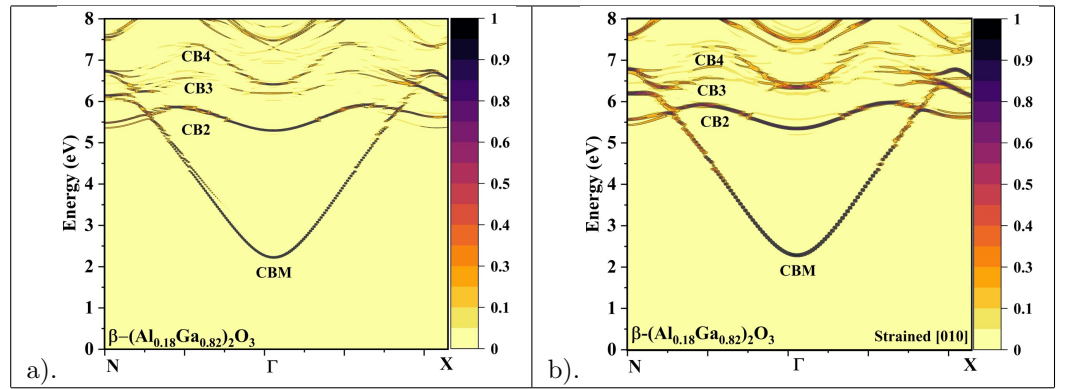 8
7
6
5
4
3
2
1
0
Energy (eV)
CB4
CB3
CB2
CBM
β−(Al0.18Ga0.82)2O3
N Γ X
1
0.9
0.8
0.7
0.6
0.5
0.4
0.3
0.1
0
a).
8
7
6
5
4
3
2
1
0
Energy (eV)
CB4
CB3
CB2
CBM
β-(Al0.18Ga0.82)2O3 Strained [010]
N Γ X
1
0.9
0.8
0.7
0.6
0.5
0.4
0.3
0.1
0
b).